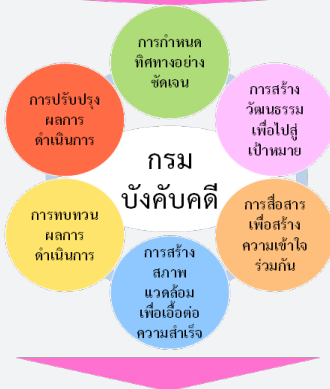 การกำหนด
ทิศทางอย่าง
ชัดเจน
การสร้าง
วัฒนธรรม
เพื่อไปสู่
เป้าหมาย
การสื่อสาร
เพื่อสร้าง
ความเข้าใจ
ร่วมกัน
การสร้าง
สภาพ
แวดล้อม
เพื่อเอื้อต่อ
ความสำเร็จ
การทบทวน
ผลการ
ดำเนินการ
การปรับปรุง
ผลการ
ดำเนินการ
กรม
บังคับคดี